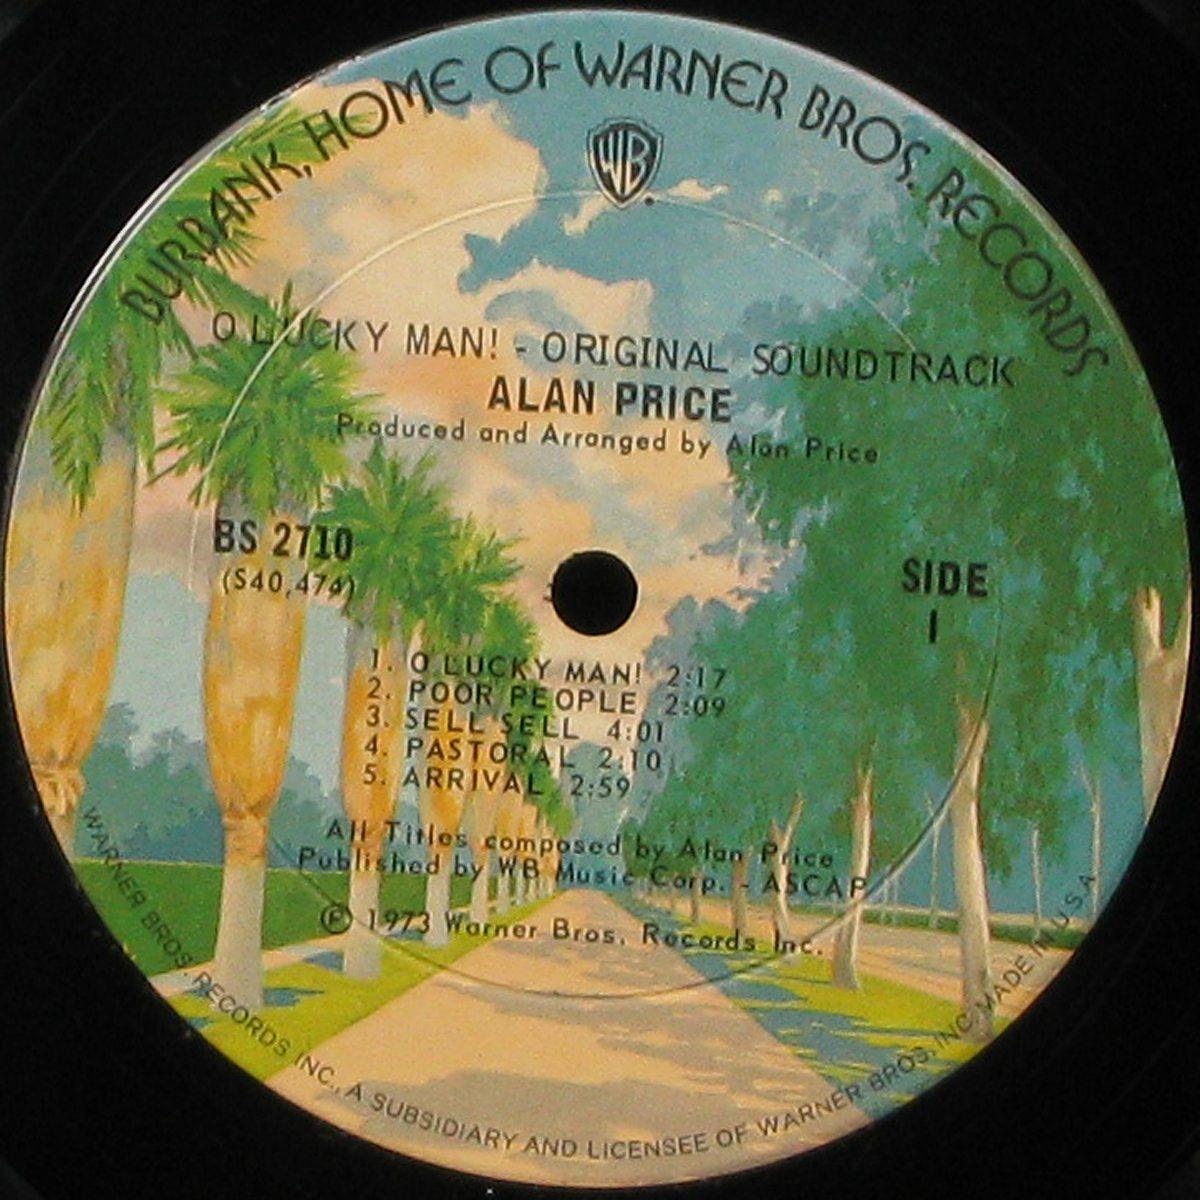 BURBANK, HOME OF WARNER BROS. RECORDS
WB
O LUCKY MAN! - ORIGINAL SOUNDTRACK
ALAN PRICE
Produced and Arranged by Alan Price
BS 2710
(S40,474)
SIDE
1
1. O LUCKY MAN! 2:17
2. POOR PEOPLE 2:09
3. SELL SELL 4:01
4. PASTORAL 2:10
5. ARRIVAL 2:59
All Titles composed by Alan Price
Published by WB Music Corp. - ASCAP
℗ 1973 Warner Bros. Records Inc.
WARNER BROS. RECORDS INC., A SUBSIDIARY AND LICENSEE OF WARNER BROS. INC. MADE IN U.S.A.